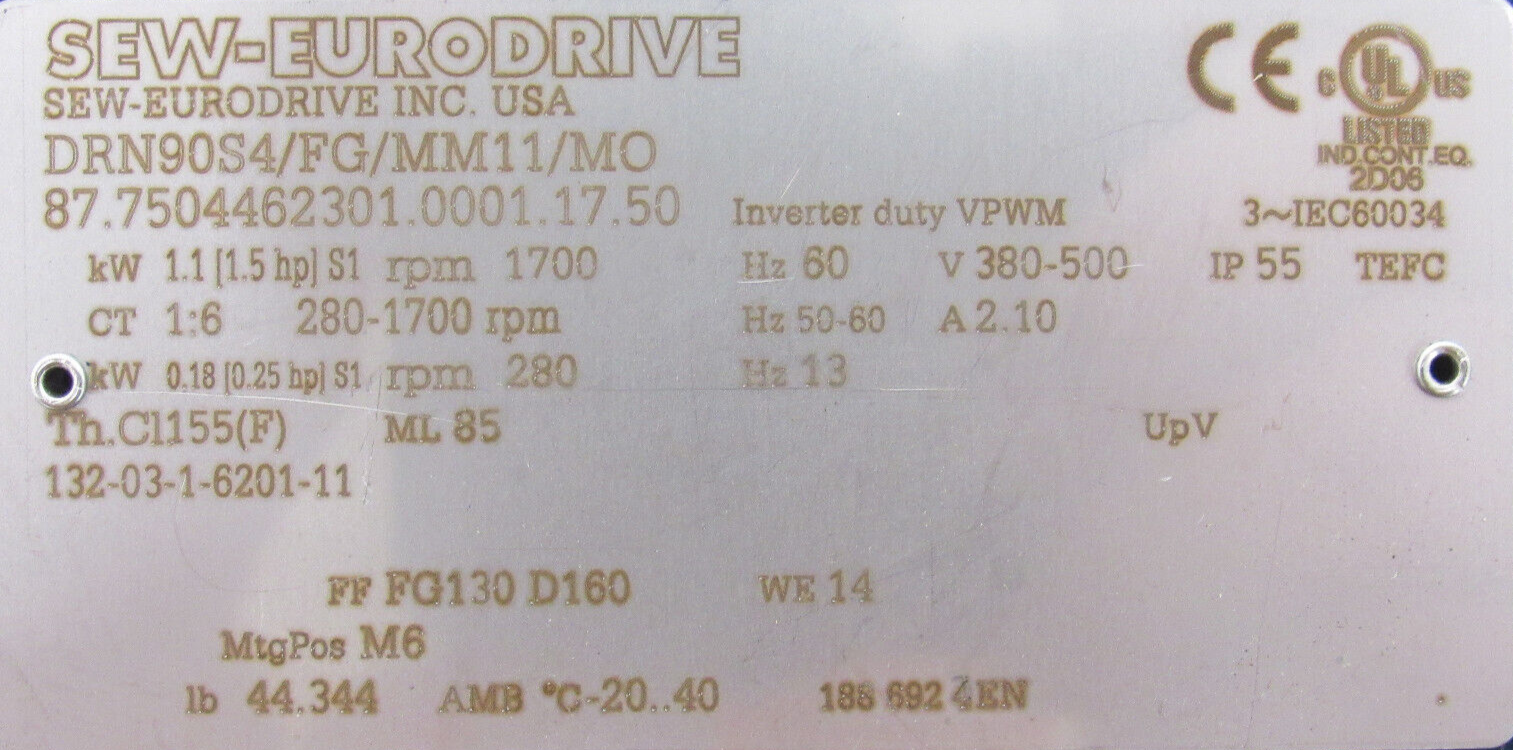 SEW-EURODRIVE
SEW-EURODRIVE INC. USA
CE
C UL US
LISTED
IND.CONT.EQ.
2D06
DRN90S4/FG/MM11/MO
87.7504462301.0001.17.50 Inverter duty VPWM 3~IEC60034
kW 1.1 [1.5 hp] S1 rpm 1700 Hz 60 V 380-500 IP 55 TEFC
CT 1:6 280-1700 rpm Hz 50-60 A 2.10
kW 0.18 [0.25 hp] S1 rpm 280 Hz 13
Th.Cl155(F) ML 85 UpV
132-03-1-6201-11
FF FG130 D160 WE 14
MtgPos M6
lb 44.344 AMB °C-20..40 188 692 4EN